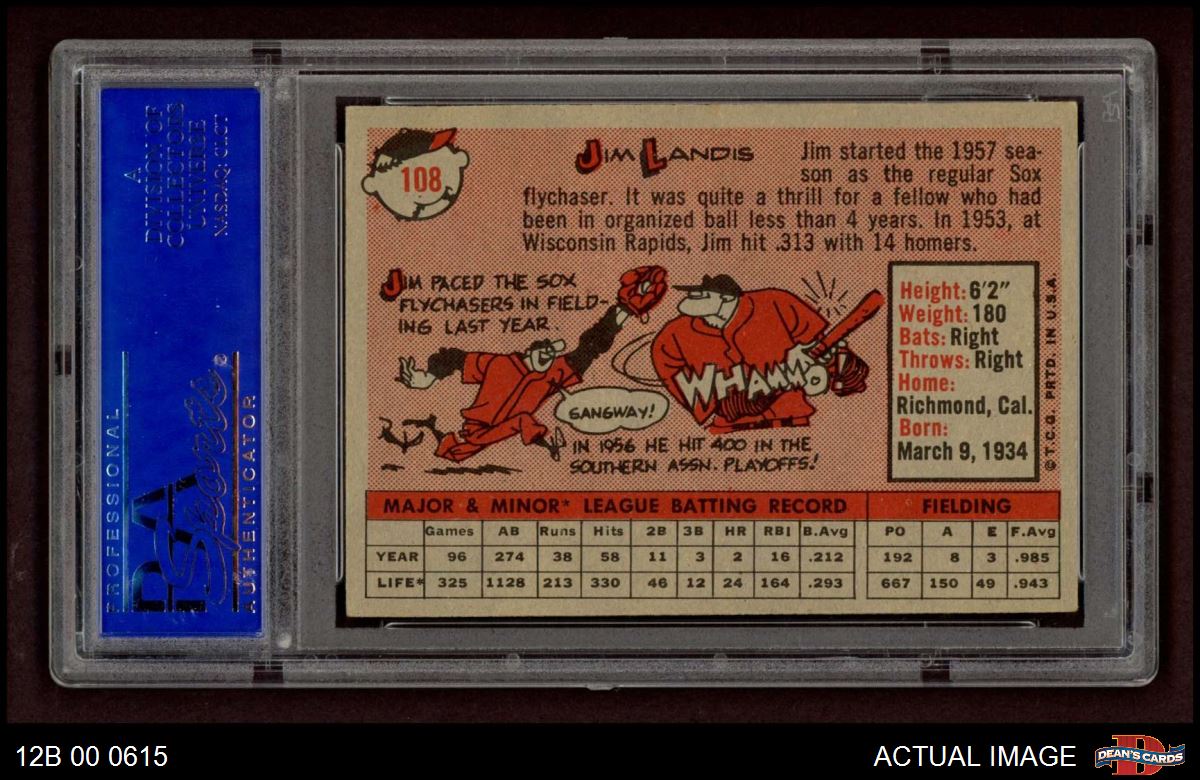 A
DIVISION OF
COLLECTORS
UNIVERSE
NASDAQ: CLCT
PROFESSIONAL
PSA
Sports ®
AUTHENTICATOR
108
JIM LANDIS
Jim started the 1957 sea-
son as the regular Sox
flychaser. It was quite a thrill for a fellow who had
been in organized ball less than 4 years. In 1953, at
Wisconsin Rapids, Jim hit .313 with 14 homers.
JIM PACED THE SOX
FLYCHASERS IN FIELD-
ING LAST YEAR.
GANGWAY!
WHAMMO!
IN 1956 HE HIT .400 IN THE
SOUTHERN ASSN. PLAYOFFS!
Height: 6'2"
Weight: 180
Bats: Right
Throws: Right
Home:
Richmond, Cal.
Born:
March 9, 1934
© T.C.G. PRTD. IN U.S.A.
MAJOR & MINOR* LEAGUE BATTING RECORD FIELDING
Games AB Runs Hits 2B 3B HR RBI B.Avg PO A E F.Avg
YEAR 96 274 38 58 11 3 2 16 .212 192 8 3 .985
LIFE* 325 1128 213 330 46 12 24 164 .293 667 150 49 .943
12B 00 0615
ACTUAL IMAGE
D
DEAN'S CARDS